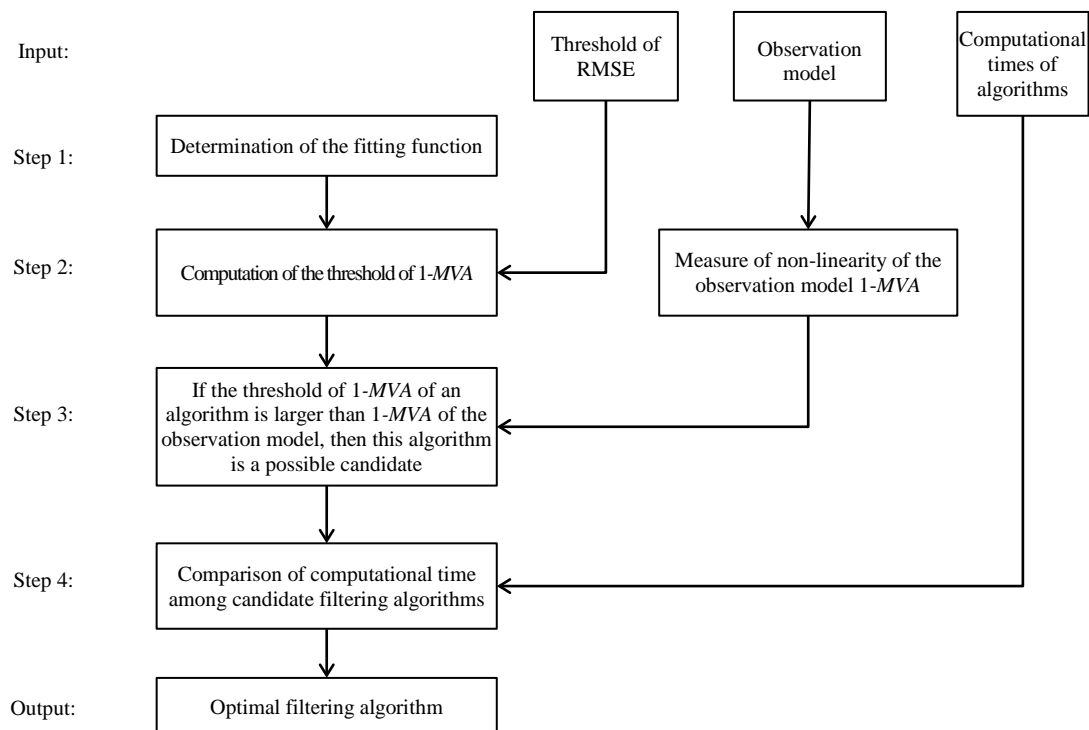 Input:
Threshold of
RMSE
Observation
model
Computational
times of
algorithms
Step 1:
Determination of the fitting function
Step 2:
Computation of the threshold of 1-MVA
Measure of non-linearity of the
observation model 1-MVA
Step 3:
If the threshold of 1-MVA of an
algorithm is larger than 1-MVA of the
observation model, then this algorithm
is a possible candidate
Step 4:
Comparison of computational time
among candidate filtering algorithms
Output:
Optimal filtering algorithm